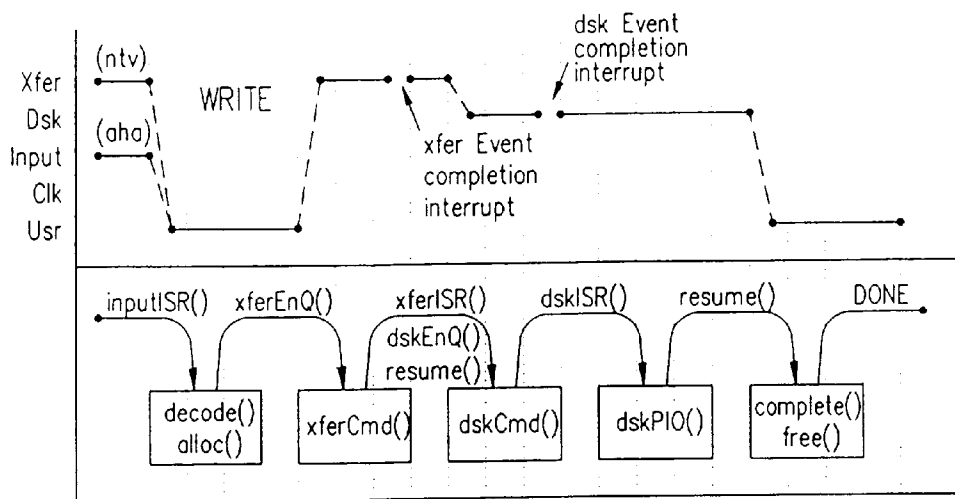 dsk Event
completion
interrupt
(ntv)
Xfer
WRITE
Dsk
(aha)
xfer Event
completion
interrupt
Input
Clk
Usr
inputISR()
xferEnQ()
xferISR()
dskEnQ()
resume()
dskISR()
resume()
DONE
decode()
alloc()
xferCmd()
dskCmd()
dskPIO()
complete()
free()